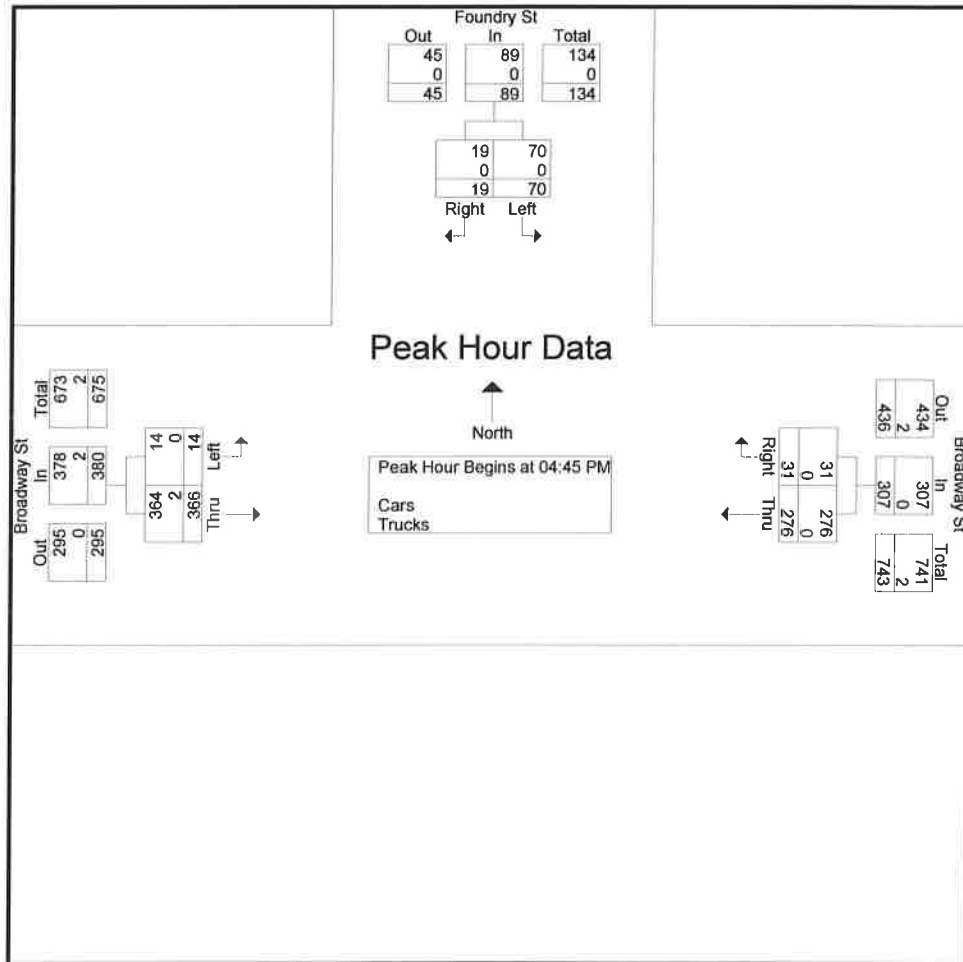 Foundry St
Out In Total
45 89 134
0 0 0
45 89 134
19 70
0 0
19 70
Right Left
Peak Hour Data
North
Peak Hour Begins at 04:45 PM
Cars
Trucks
Broadway St
Out In Total
295 378 673
0 2 2
295 380 675
Left Thru
14 364
0 2
14 366
Broadway St
Out In Total
434 307 741
2 0 2
436 307 743
Right Thru
31 276
0 0
31 276